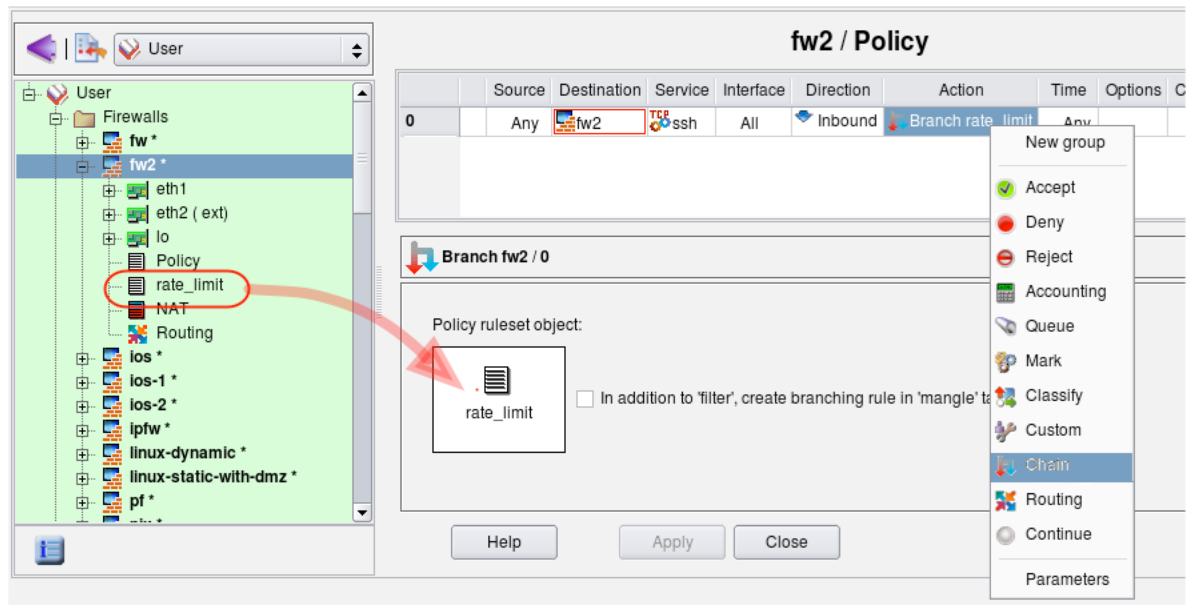 User
fw2 / Policy
User
Firewalls
fw *
fw2 *
eth1
eth2 ( ext)
lo
Policy
rate_limit
NAT
Routing
ios *
ios-1 *
ios-2 *
ipfw *
linux-dynamic *
linux-static-with-dmz *
pf *
Source Destination Service Interface Direction Action Time Options C
0 Any fw2 TCP ssh All Inbound Branch rate_limit Any
Branch fw2 / 0
Policy ruleset object:
rate_limit
In addition to 'filter', create branching rule in 'mangle' ta
Help Apply Close
New group
Accept
Deny
Reject
Accounting
Queue
Mark
Classify
Custom
Chain
Routing
Continue
Parameters